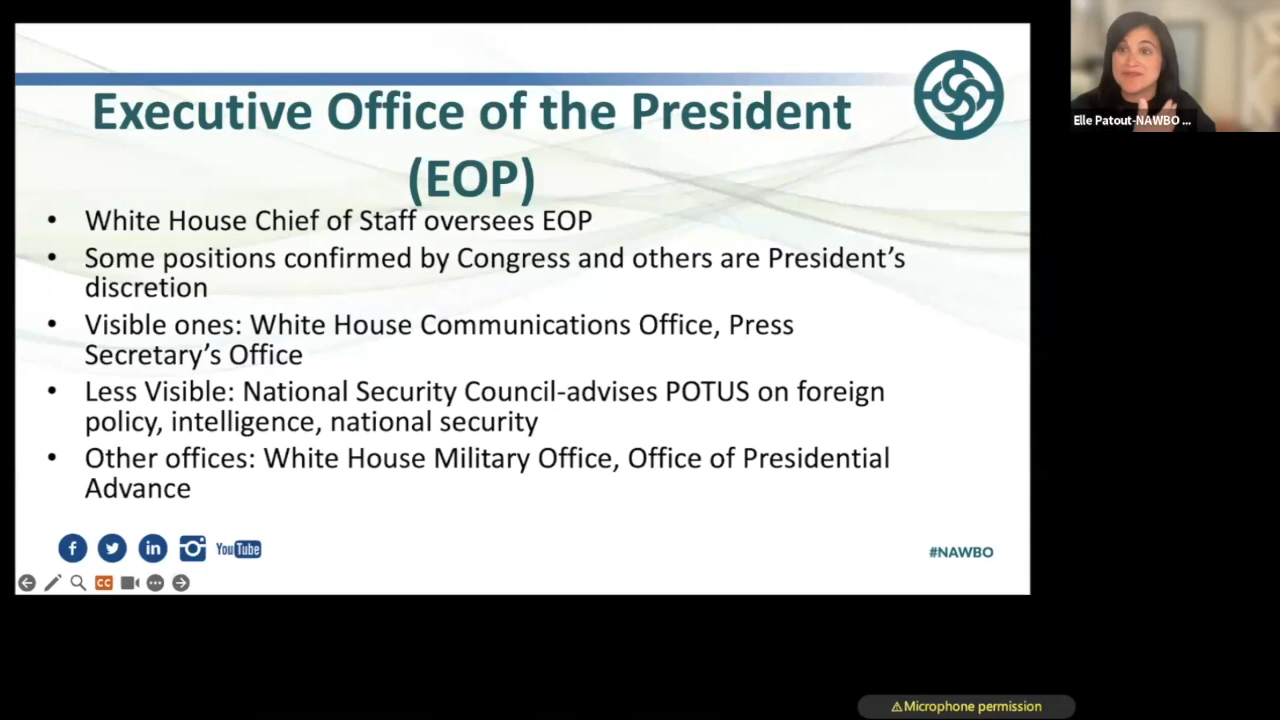 Executive Office of the President
(EOP)
• White House Chief of Staff oversees EOP
• Some positions confirmed by Congress and others are President’s
discretion
• Visible ones: White House Communications Office, Press
Secretary’s Office
• Less Visible: National Security Council-advises POTUS on foreign
policy, intelligence, national security
• Other offices: White House Military Office, Office of Presidential
Advance
f in YouTube
#NAWBO
CC
Elle Patout-NAWBO ...
⚠Microphone permission